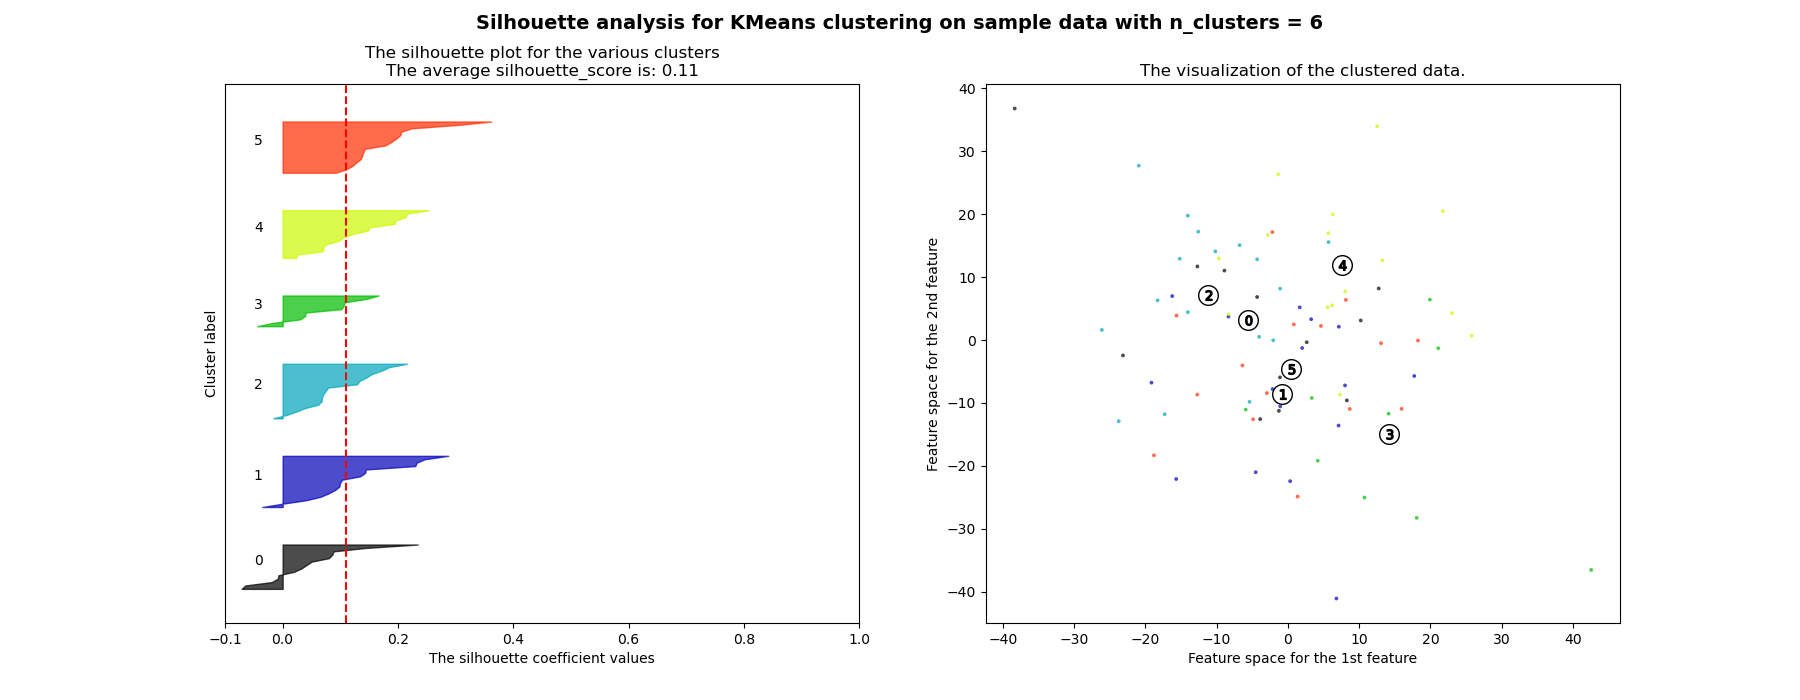 Silhouette analysis for KMeans clustering on sample data with n_clusters = 6
The silhouette plot for the various clusters
The average silhouette_score is: 0.11
5
4
3
2
1
0
Cluster label
−0.1 0.0 0.2 0.4 0.6 0.8 1.0
The silhouette coefficient values
The visualization of the clustered data.
40
30
20
10
0
−10
−20
−30
−40
Feature space for the 2nd feature
4
2
0
5
1
3
−40 −30 −20 −10 0 10 20 30 40
Feature space for the 1st feature